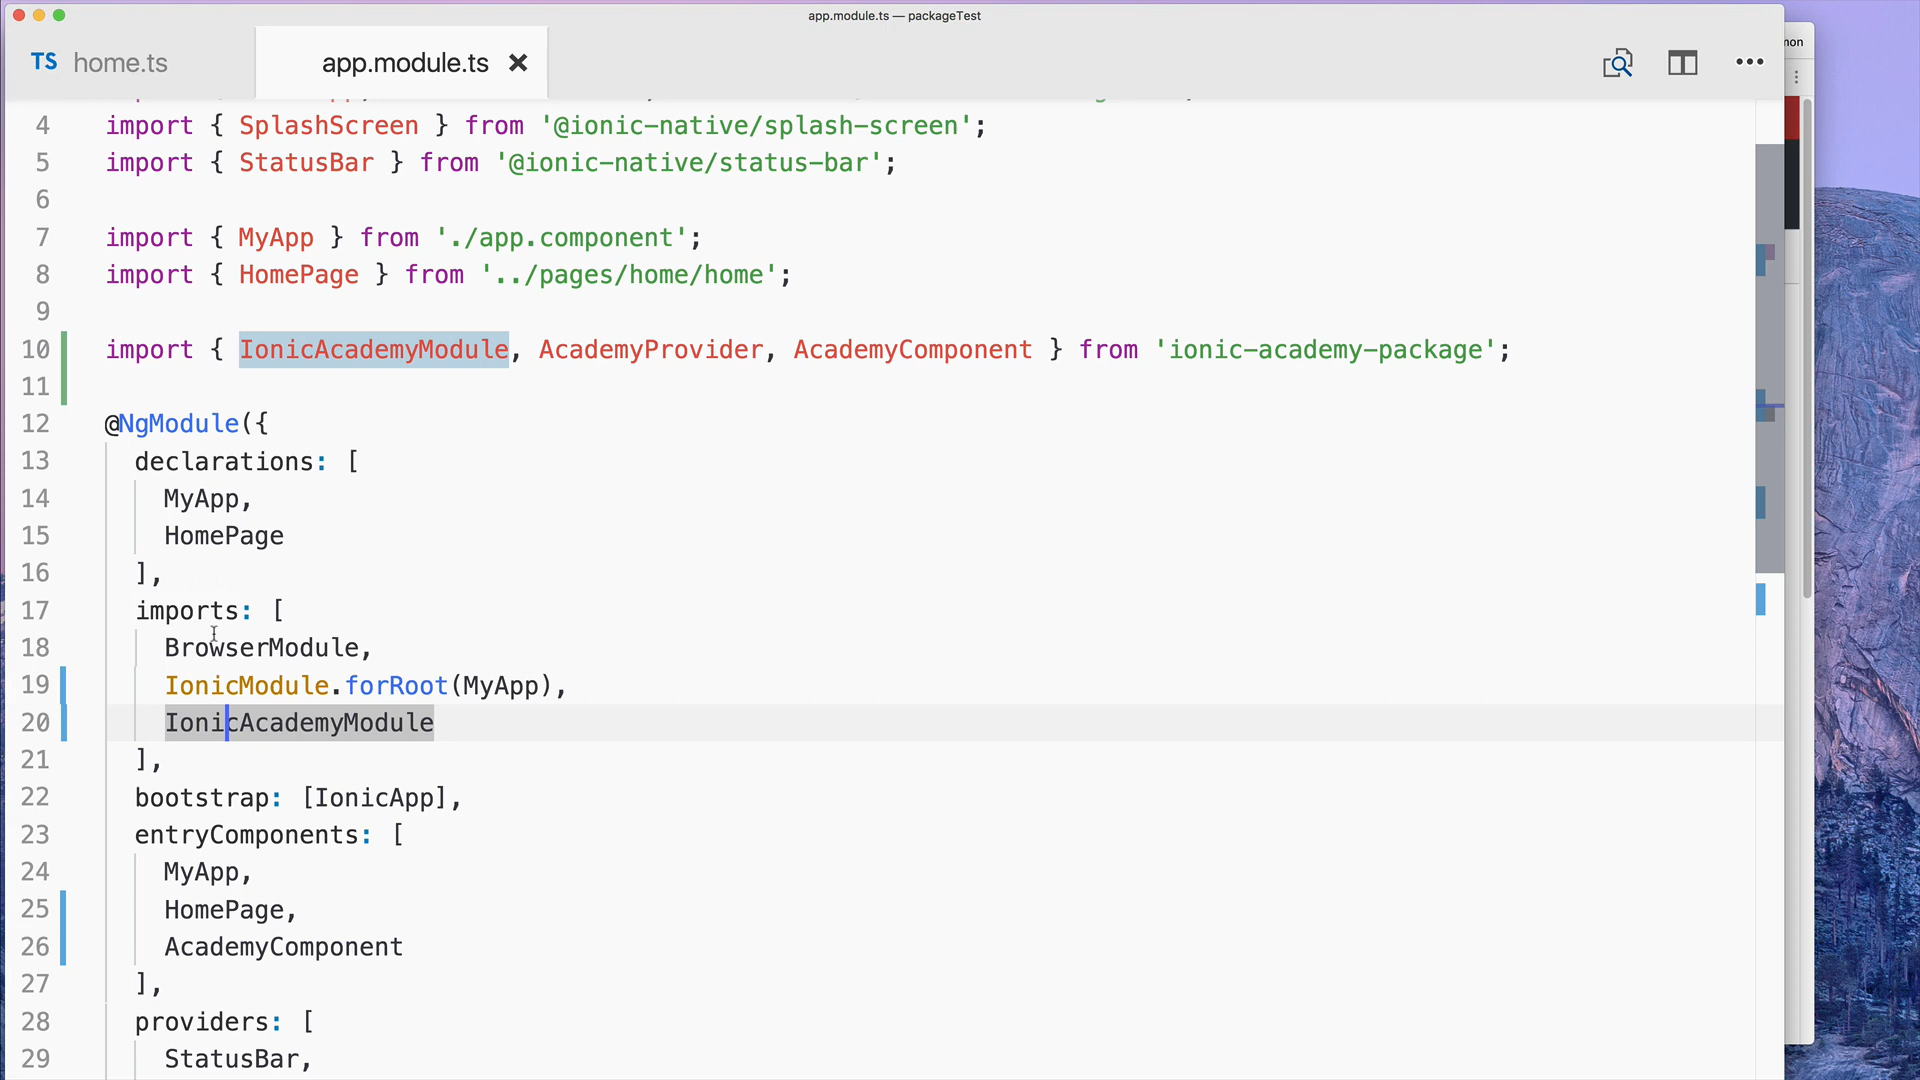 app.module.ts — packageTest
TS home.ts
app.module.ts
4 import { SplashScreen } from '@ionic-native/splash-screen';
5 import { StatusBar } from '@ionic-native/status-bar';
6
7 import { MyApp } from './app.component';
8 import { HomePage } from '../pages/home/home';
9
10 import { IonicAcademyModule, AcademyProvider, AcademyComponent } from 'ionic-academy-package';
11
12 @NgModule({
13 declarations: [
14 MyApp,
15 HomePage
16 ],
17 imports: [
18 BrowserModule,
19 IonicModule.forRoot(MyApp),
20 IonicAcademyModule
21 ],
22 bootstrap: [IonicApp],
23 entryComponents: [
24 MyApp,
25 HomePage,
26 AcademyComponent
27 ],
28 providers: [
29 StatusBar,